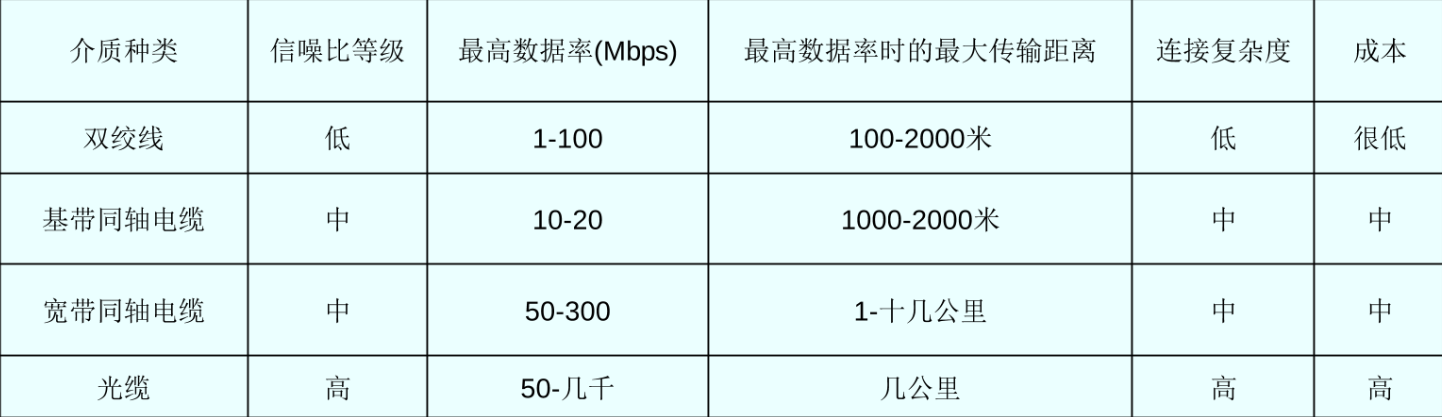 介质种类 信噪比等级 最高数据率(Mbps) 最高数据率时的最大传输距离 连接复杂度 成本
双绞线 低 1-100 100-2000米 低 很低
基带同轴电缆 中 10-20 1000-2000米 中 中
宽带同轴电缆 中 50-300 1-十几公里 中 中
光缆 高 50-几千 几公里 高 高